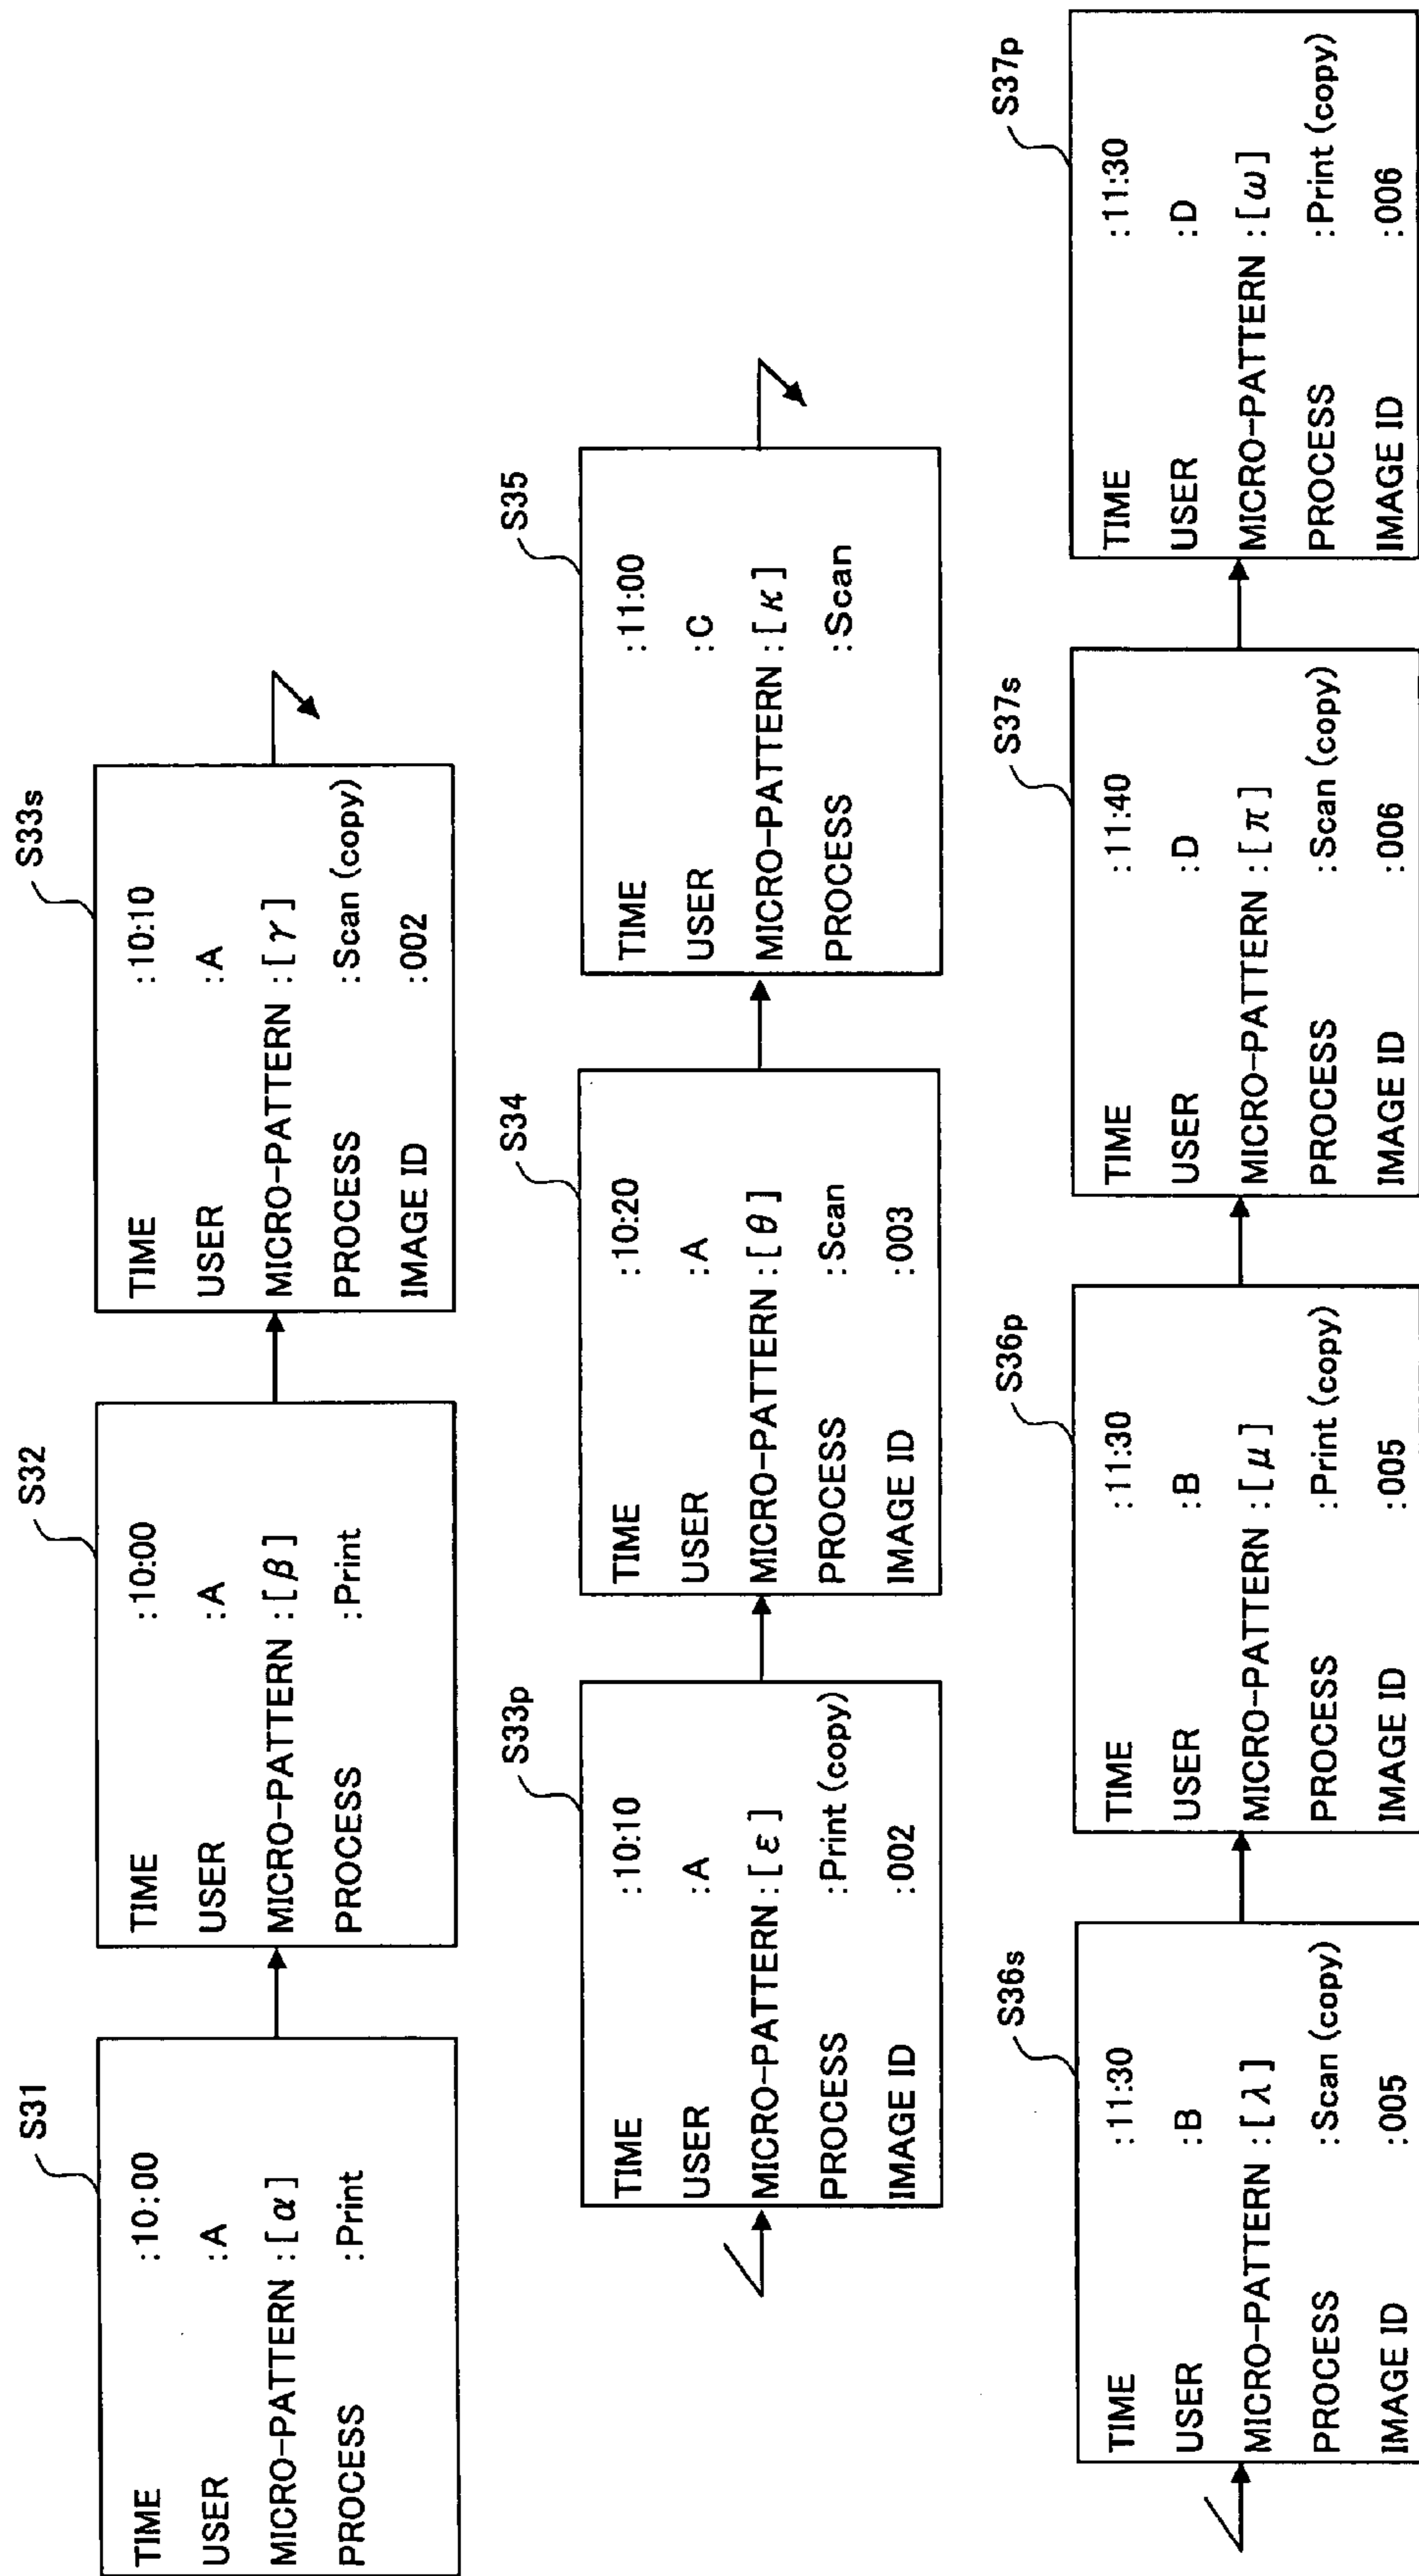 S31
TIME :10:00
USER :A
MICRO-PATTERN :[α]
PROCESS :Print
S32
TIME :10:00
USER :A
MICRO-PATTERN :[β]
PROCESS :Print
S33s
TIME :10:10
USER :A
MICRO-PATTERN :[γ]
PROCESS :Scan (copy)
IMAGE ID :002
S33p
TIME :10:10
USER :A
MICRO-PATTERN :[ε]
PROCESS :Print (copy)
IMAGE ID :002
S34
TIME :10:20
USER :A
MICRO-PATTERN :[θ]
PROCESS :Scan
IMAGE ID :003
S35
TIME :11:00
USER :C
MICRO-PATTERN :[κ]
PROCESS :Scan
S36s
TIME :11:30
USER :B
MICRO-PATTERN :[λ]
PROCESS :Scan (copy)
IMAGE ID :005
S36p
TIME :11:30
USER :B
MICRO-PATTERN :[μ]
PROCESS :Print (copy)
IMAGE ID :005
S37s
TIME :11:40
USER :D
MICRO-PATTERN :[π]
PROCESS :Scan (copy)
IMAGE ID :006
S37p
TIME :11:30
USER :D
MICRO-PATTERN :[ω]
PROCESS :Print (copy)
IMAGE ID :006